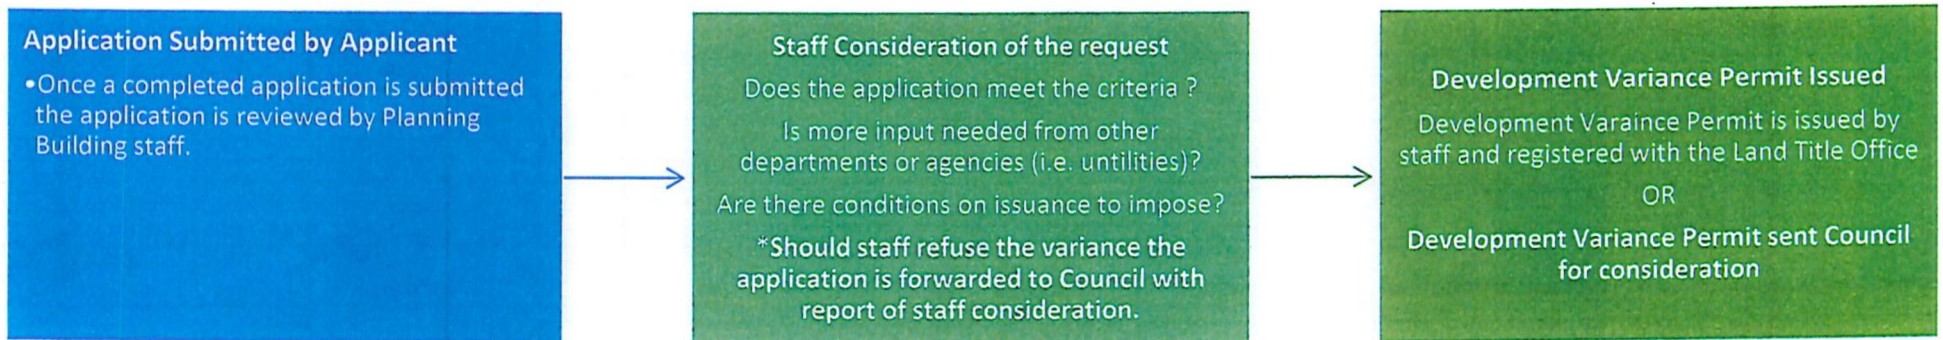 Application Submitted by Applicant
•Once a completed application is submitted
the application is reviewed by Planning
Building staff.
Staff Consideration of the request
Does the application meet the criteria ?
Is more input needed from other
departments or agencies (i.e. untilities)?
Are there conditions on issuance to impose?
*Should staff refuse the variance the
application is forwarded to Council with
report of staff consideration.
Development Variance Permit Issued
Development Varaince Permit is issued by
staff and registered with the Land Title Office
OR
Development Variance Permit sent Council
for consideration